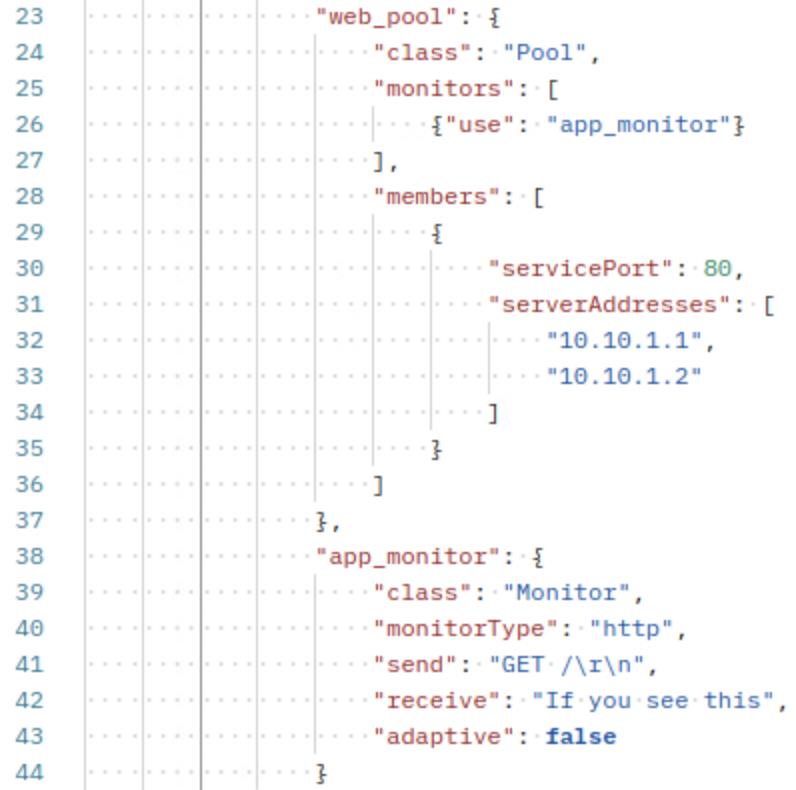 23 "web_pool": {
24 "class": "Pool",
25 "monitors": [
26 {"use": "app_monitor"}
27 ],
28 "members": [
29 {
30 "servicePort": 80,
31 "serverAddresses": [
32 "10.10.1.1",
33 "10.10.1.2"
34 ]
35 }
36 ]
37 },
38 "app_monitor": {
39 "class": "Monitor",
40 "monitorType": "http",
41 "send": "GET /\r\n",
42 "receive": "If you see this",
43 "adaptive": false
44 }